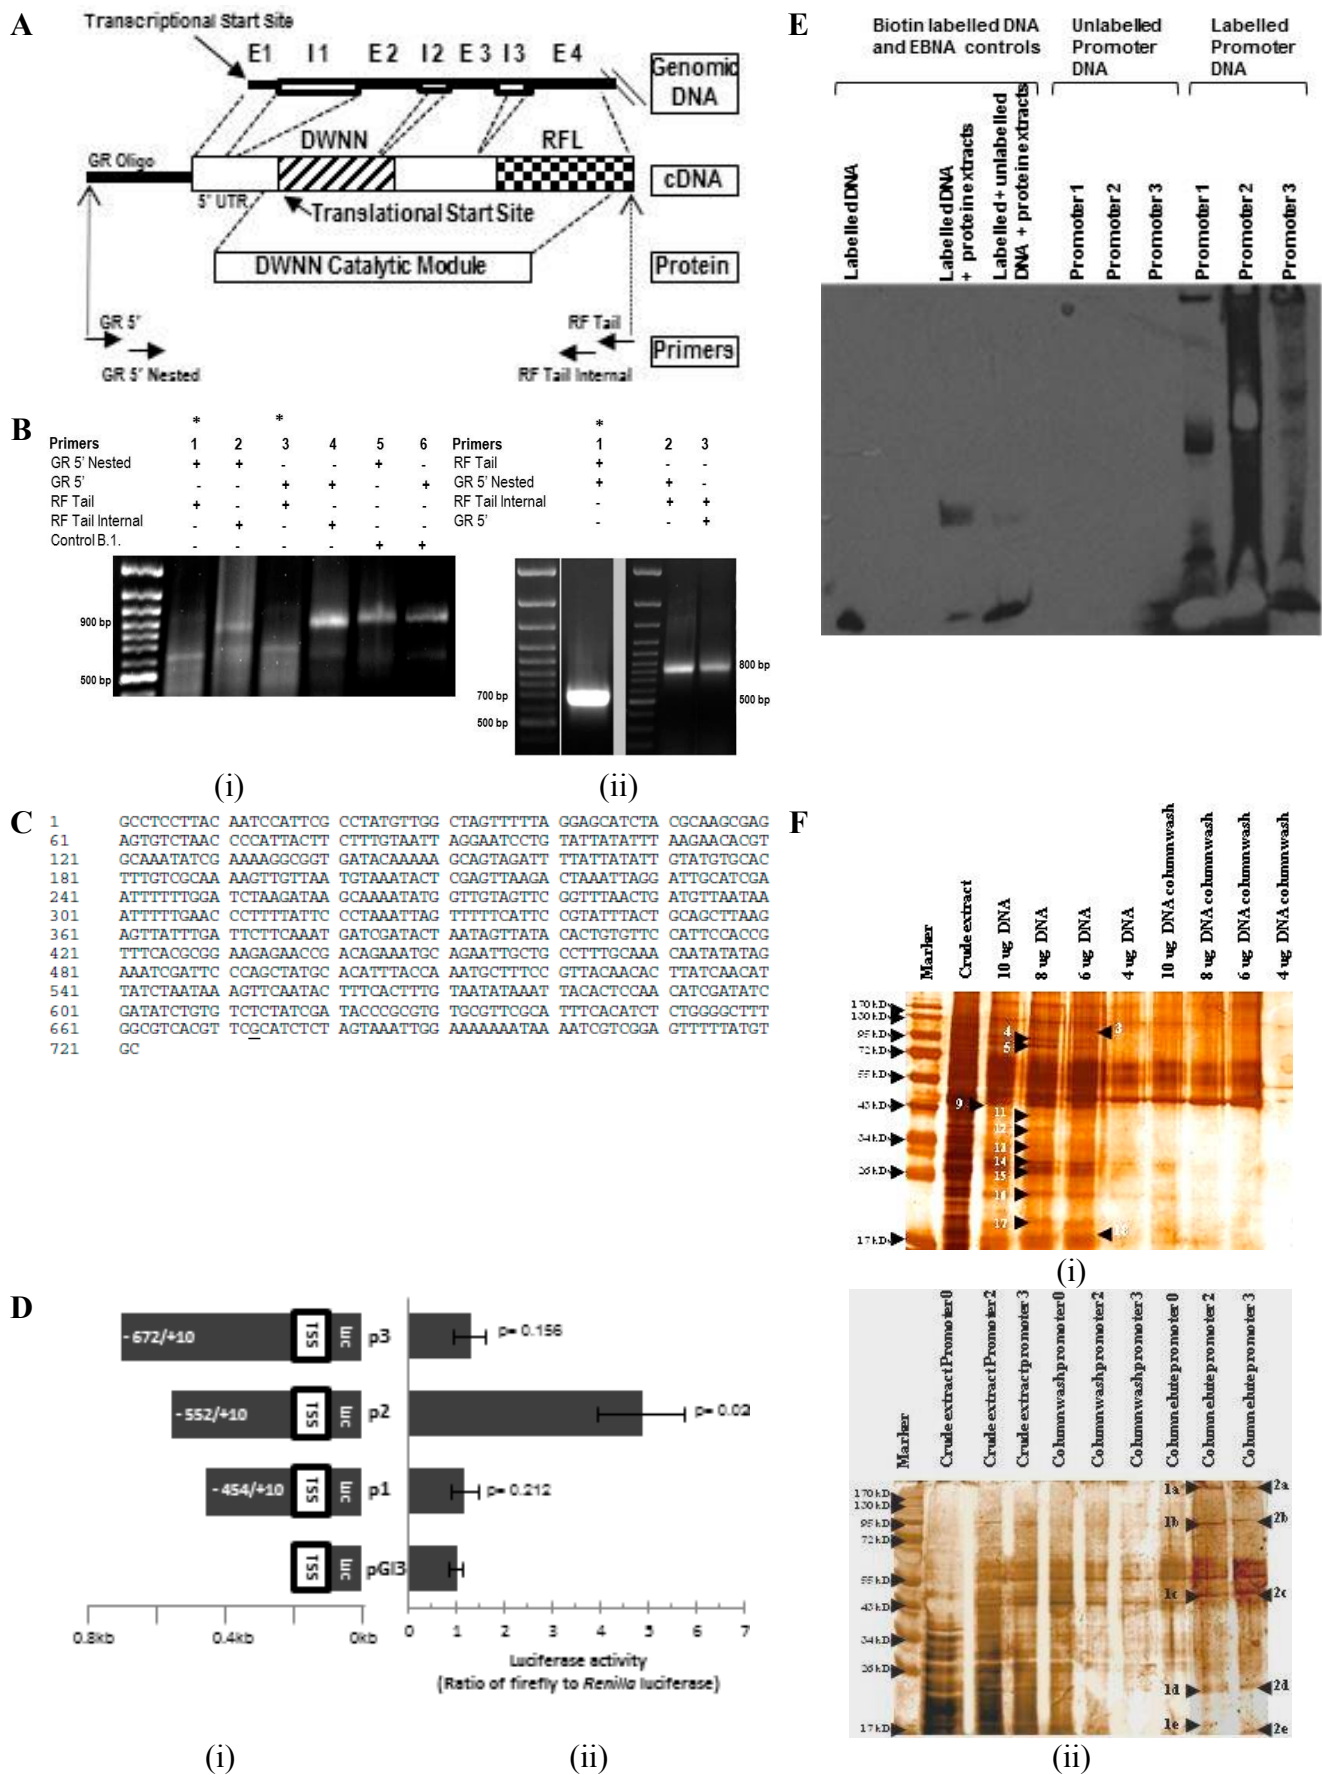 A
Transcriptional Start Site
E1 I1 E2 I2 E3 I3 E4
Genomic DNA
DWNN RFL
GR Oligo
cDNA
5' UTR
Translational Start Site
DWNN Catalytic Module
Protein
GR 5'
RF Tail
Primers
GR 5' Nested
RF Tail Internal
B
* *
Primers 1 2 3 4 5 6
GR 5' Nested + + - - + -
GR 5' - - + + - +
RF Tail + - + - - -
RF Tail Internal - + - + - -
Control B.1. - - - - + +
900 bp
500 bp
(i)
*
Primers 1 2 3
RF Tail + - -
GR 5' Nested + + -
RF Tail Internal - + +
GR 5' - - +
700 bp
500 bp
800 bp
500 bp
(ii)
C
1 GCCTCCTTAC AATCCATTCG CCTATGTTGG CTAGTTTTTA GGAGCATCTA CGCAAGCGAG
61 AGTGTCTAAC CCCATTACTT CTTTGTAATT AGGAATCCTG TATTATATTT AAGAACACGT
121 GCAAATATCG AAAAGGCGGT GATACAAAAA GCAGTAGATT TTATTATATT GTATGTGCAC
181 TTTGTCGCAA AAGTTGTTAA TGTAAATACT CGAGTTAAGA CTAAATTAGG ATTGCATCGA
241 ATTTTTTGGA TCTAAGATAA GCAAAATATG GTTGTAGTTC GGTTTAACTG ATGTTAATAA
301 ATTTTTGAAC CCTTTTATTC CCTAAATTAG TTTTTCATTC CGTATTTACT GCAGCTTAAG
361 AGTTATTTGA TTCTTCAAAT GATCGATACT AATAGTTATA CACTGTGTTC CATTCCACCG
421 TTTCACGCGG AAGAGAACCG ACAGAAATGC AGAATTGCTG CCTTTGCAAA CAATATATAG
481 AAATCGATTC CCAGCTATGC ACATTTACCA AATGCTTTCC GTTACAACAC TTATCAACAT
541 TATCTAATAA AGTTCAATAC TTTCACTTTG TAATATAAAT TACACTCCAA CATCGATATC
601 GATATCTGTG TCTCTATCGA TACCCGCGTG TGCGTTCGCA TTTCACATCT CTGGGGCTTT
661 GGCGTCACGT TCGCATCTCT AGTAAATTGG AAAAAAATAA AATCGTCGGA GTTTTTATGT
721 GC
D
-672/+10 TSS luc p3 p= 0.156
-552/+10 TSS luc p2 p= 0.02
-454/+10 TSS luc p1 p= 0.212
TSS luc pGl3
0.8kb 0.4kb 0kb
0 1 2 3 4 5 6 7
Luciferase activity
(Ratio of firefly to Renilla luciferase)
(i)
(ii)
E
Biotin labelled DNA and EBNA controls
Unlabelled Promoter DNA
Labelled Promoter DNA
Labelled DNA
Labelled DNA + protein extracts
Labelled + unlabelled DNA + protein extracts
Promoter 1
Promoter 2
Promoter 3
Promoter 1
Promoter 2
Promoter 3
F
Marker
Crude extract
10 ug DNA
8 ug DNA
6 ug DNA
4 ug DNA
10 ug DNA column wash
8 ug DNA column wash
6 ug DNA column wash
4 ug DNA column wash
170 kD
130 kD
95 kD
72 kD
55 kD
43 kD
34 kD
26 kD
17 kD
4
3
5
9
11
12
13
14
15
16
17
18
(i)
Marker
Crude extract Promoter 0
Crude extract Promoter 2
Crude extract promoter 3
Column wash promoter 0
Column wash promoter 2
Column wash promoter 3
Column elute promoter 0
Column elute promoter 2
Column elute promoter 3
170 kD
130 kD
95 kD
72 kD
55 kD
43 kD
34 kD
26 kD
17 kD
1a 2a
1b 2b
1c 2c
1d 2d
1e 2e
(ii)